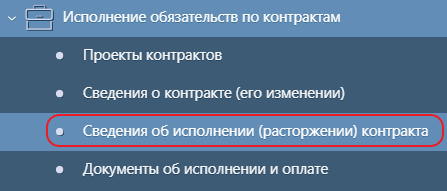 Исполнение обязательств по контрактам
Проекты контрактов
Сведения о контракте (его изменении)
Сведения об исполнении (расторжении) контракта
Документы об исполнении и оплате